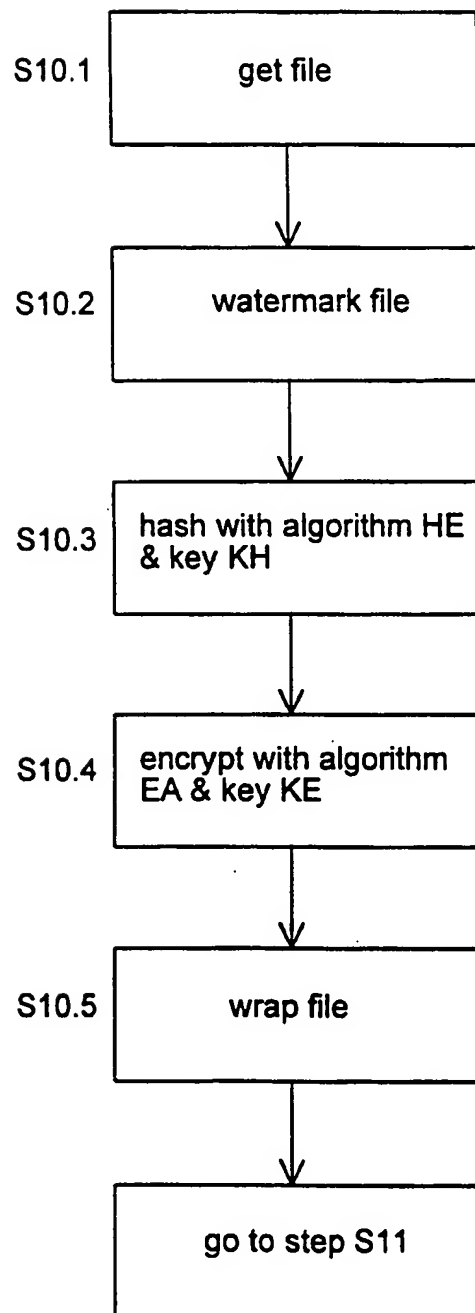 S10.1
get file
S10.2
watermark file
S10.3
hash with algorithm HE
& key KH
S10.4
encrypt with algorithm
EA & key KE
S10.5
wrap file
go to step S11